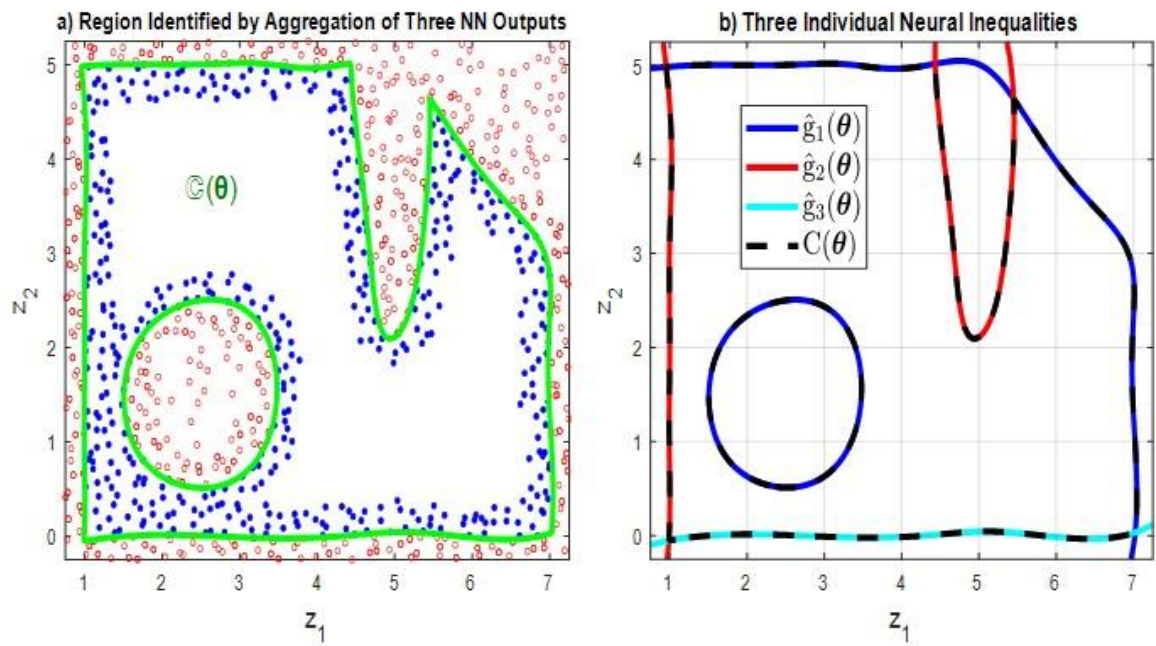 a) Region Identified by Aggregation of Three NN Outputs
5
4
3
2
1
0
z₂
ℂ(θ)
1 2 3 4 5 6 7
z₁
b) Three Individual Neural Inequalities
5
4
3
2
1
0
z₂
ĝ₁(θ)
ĝ₂(θ)
ĝ₃(θ)
C(θ)
1 2 3 4 5 6 7
z₁